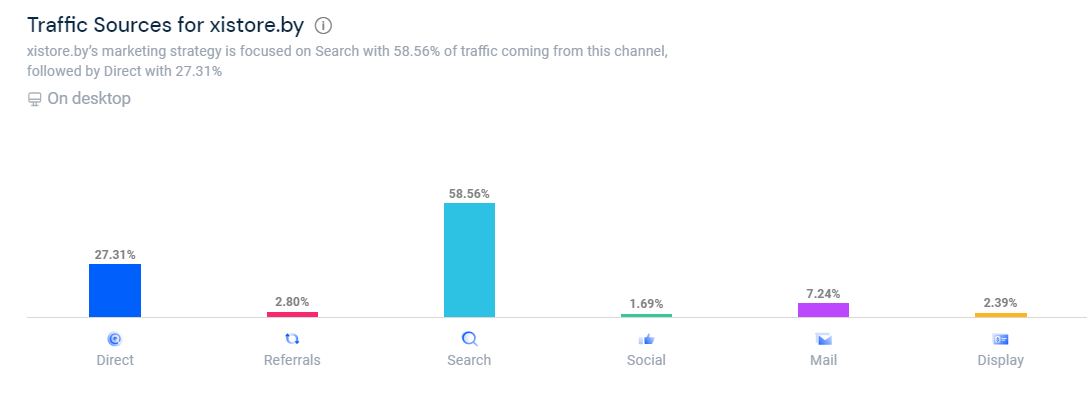 Traffic Sources for xistore.by
xistore.by's marketing strategy is focused on Search with 58.56% of traffic coming from this channel,
followed by Direct with 27.31%
On desktop
58.56%
27.31%
7.24%
2.80%
1.69%
2.39%
Direct
Referrals
Search
Social
Mail
Display